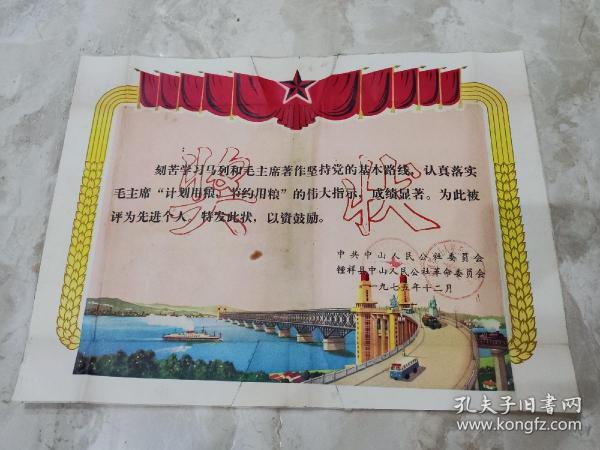 奖状
刻苦学习马列和毛主席著作坚持党的基本路线，认真落实
毛主席“计划用粮、节约用粮”的伟大指示，成绩显著。为此被
评为先进个人，特发此状，以资鼓励。
中共中山人民公社委员会
锺祥县中山人民公社革命委员会
一九七五年十二月
孔夫子旧书网
www.kongfz.com